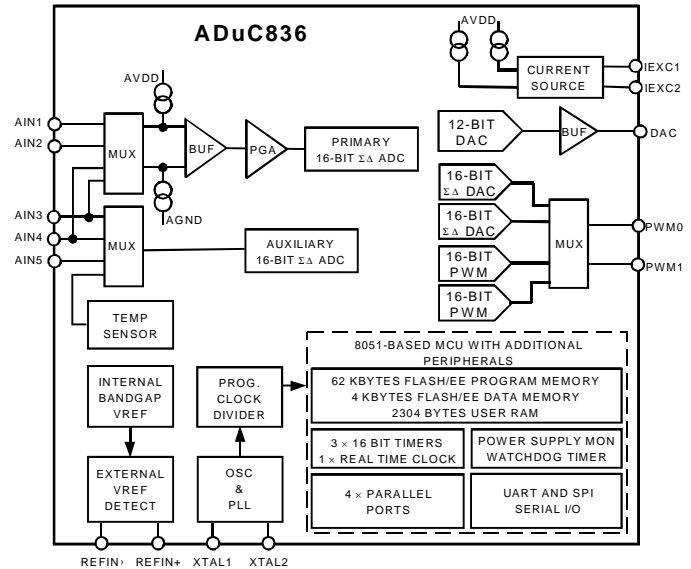 ADuC836
AVDD
AVDD
CURRENT
SOURCE
IEXC1
IEXC2
AIN1
AIN2
MUX
BUF
PGA
PRIMARY
16-BIT ΣΔ ADC
12-BIT
DAC
BUF
DAC
AGND
AIN3
AIN4
AIN5
MUX
AUXILIARY
16-BIT ΣΔ ADC
16-BIT
ΣΔ DAC
16-BIT
ΣΔ DAC
16-BIT
PWM
16-BIT
PWM
MUX
PWM0
PWM1
TEMP
SENSOR
INTERNAL
BANDGAP
VREF
PROG.
CLOCK
DIVIDER
EXTERNAL
VREF
DETECT
OSC
&
PLL
8051-BASED MCU WITH ADDITIONAL
PERIPHERALS
62 KBYTES FLASH/EE PROGRAM MEMORY
4 KBYTES FLASH/EE DATA MEMORY
2304 BYTES USER RAM
3 × 16 BIT TIMERS
1 × REAL TIME CLOCK
POWER SUPPLY MON
WATCHDOG TIMER
4 × PARALLEL
PORTS
UART AND SPI
SERIAL I/O
REFIN›
REFIN+
XTAL1
XTAL2